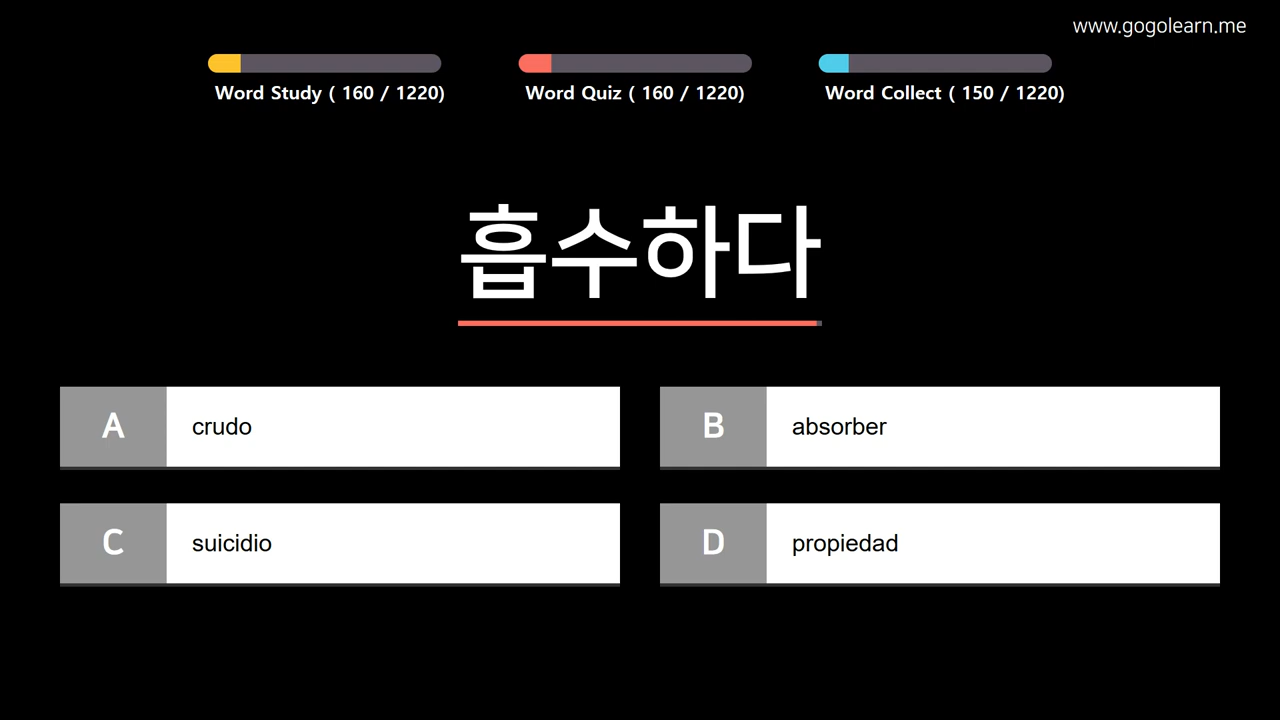 www.gogolearn.me
Word Study ( 160 / 1220)
Word Quiz ( 160 / 1220)
Word Collect ( 150 / 1220)
흡수하다
A crudo
B absorber
C suicidio
D propiedad